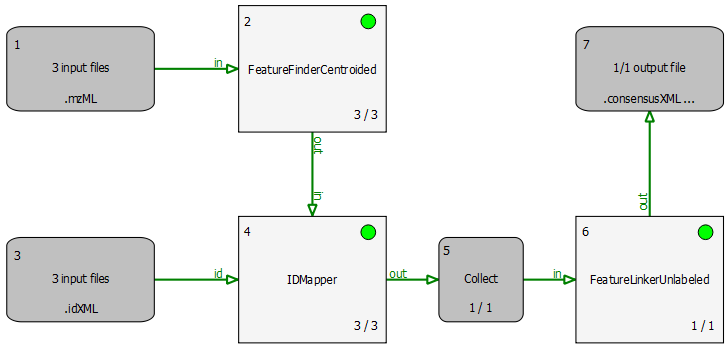 1
3 input files
.mzML
in
2
FeatureFinderCentroided
3 / 3
out
in
3
3 input files
.idXML
id
4
IDMapper
3 / 3
out
5
Collect
1 / 1
in
6
FeatureLinkerUnlabeled
1 / 1
out
7
1/1 output file
.consensusXML ...